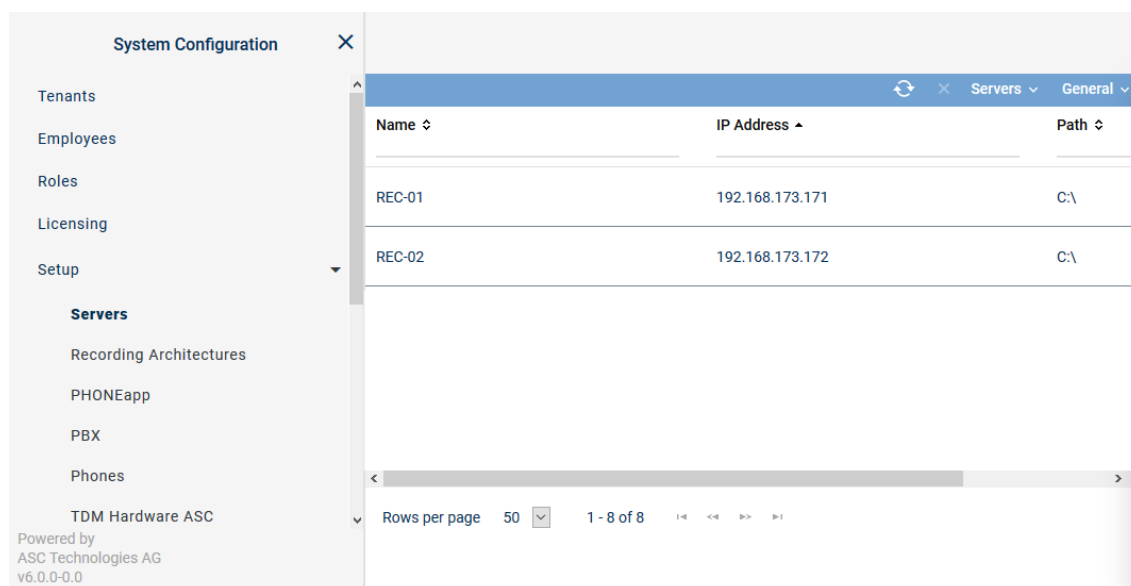 System Configuration
Tenants
Employees
Roles
Licensing
Setup
Servers
Recording Architectures
PHONEapp
PBX
Phones
TDM Hardware ASC
Powered by
ASC Technologies AG
v6.0.0-0.0
Servers General
Name IP Address Path
REC-01 192.168.173.171 C:\
REC-02 192.168.173.172 C:\
Rows per page 50 1 - 8 of 8